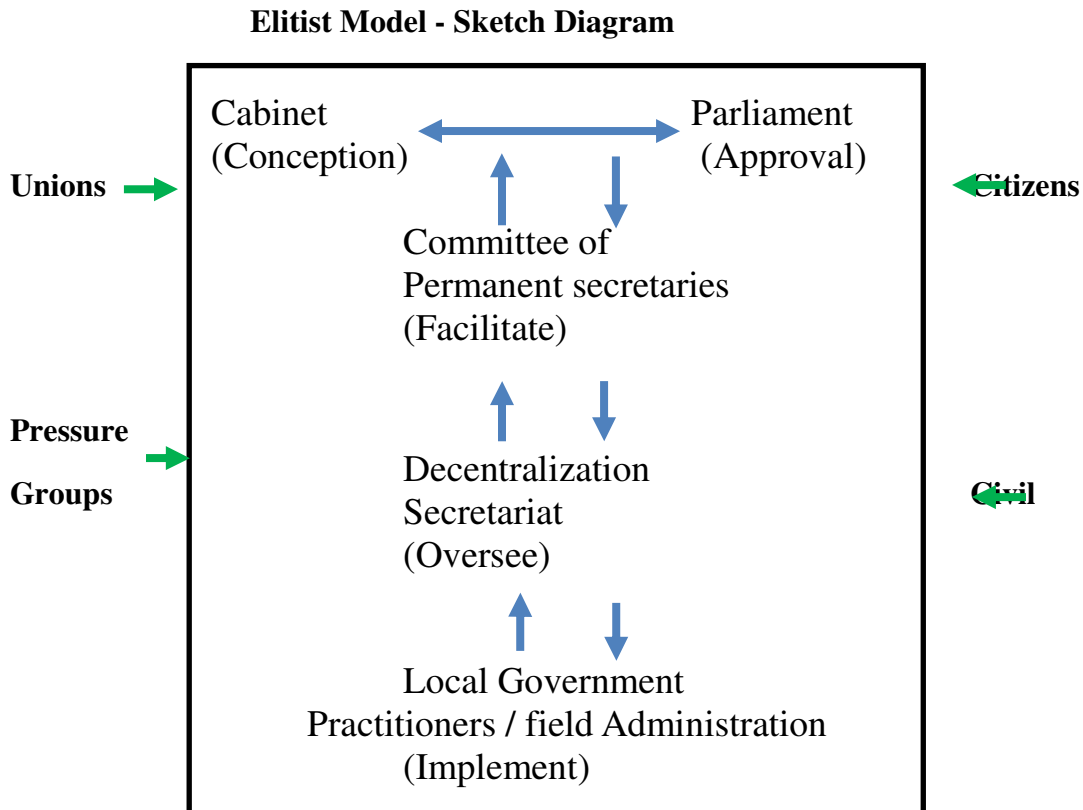 Elitist Model - Sketch Diagram
Cabinet
(Conception)
Parliament
(Approval)
Unions
Citizens
Committee of
Permanent secretaries
(Facilitate)
Pressure
Groups
Decentralization
Secretariat
(Oversee)
Civil
Local Government
Practitioners / field Administration
(Implement)